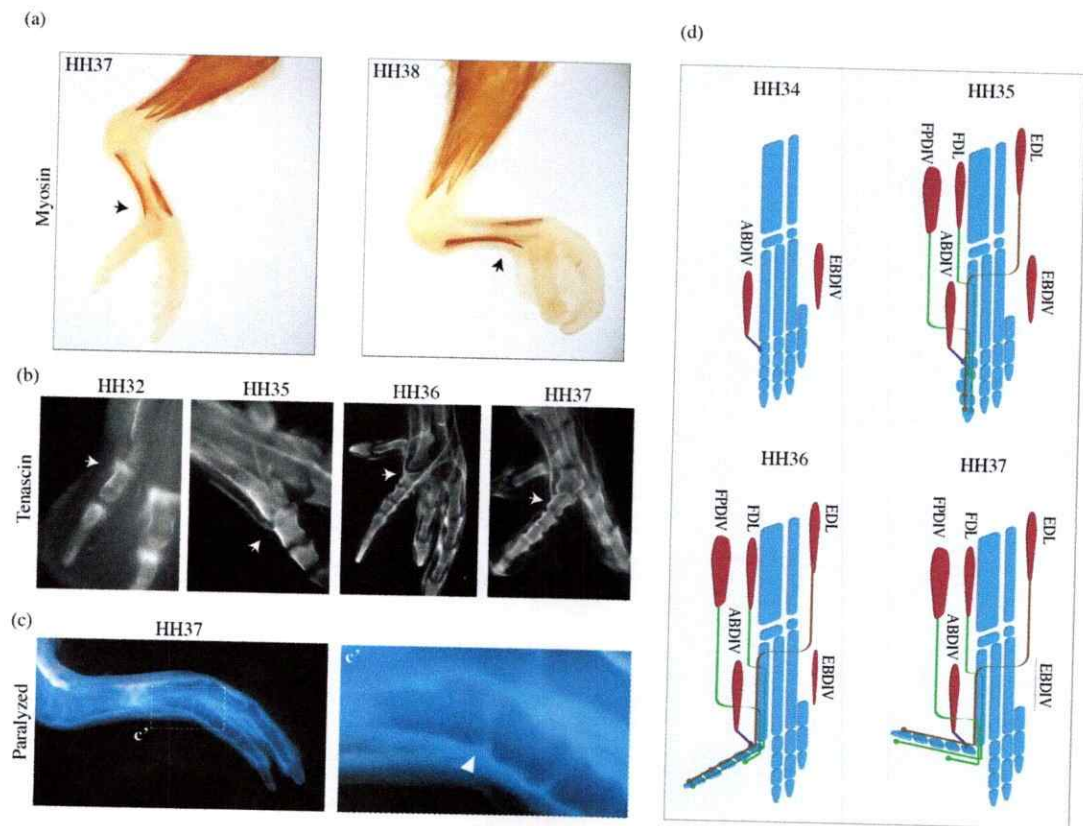 (a)
HH37
HH38
Myosin
(b)
HH32
HH35
HH36
HH37
Tenascin
(c)
HH37
c'
c'
Paralyzed
(d)
HH34
ABDIV
EBDIV
HH35
FPDIV
FDL
ABDIV
EDL
EBDIV
HH36
FPDIV
FDL
ABDIV
EDL
EBDIV
HH37
FPDIV
FDL
ABDIV
EDL
EBDIV